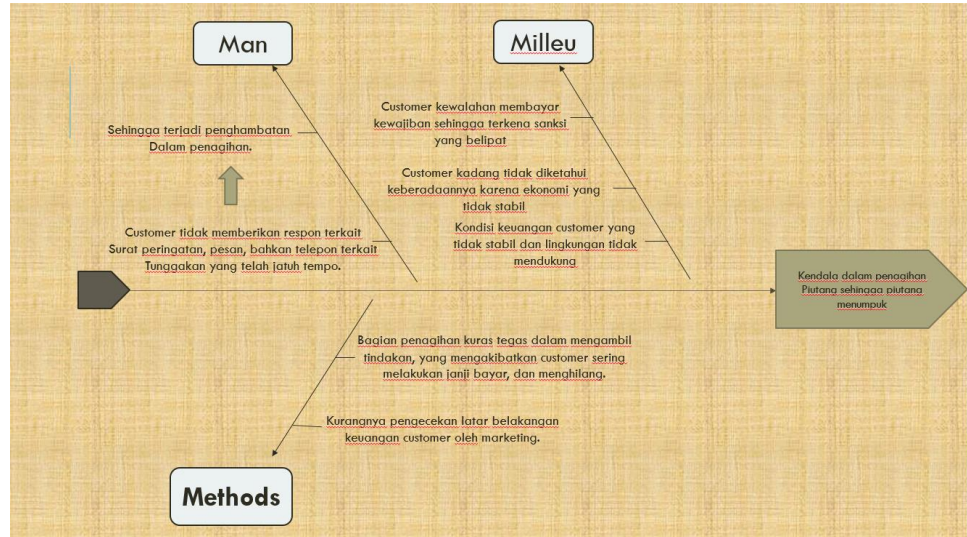 Man
Milleu
Sehingga terjadi penghambatan
Dalam penagihan.
Customer tidak memberikan respon terkait
Surat peringatan, pesan, bahkan telepon terkait
Tunggakan yang telah jatuh tempo.
Customer kewalahan membayar
kewajiban sehingga terkena sanksi
yang belipat
Customer kadang tidak diketahui
keberadaannya karena ekonomi yang
tidak stabil
Kondisi keuangan customer yang
tidak stabil dan lingkungan tidak
mendukung
Kendala dalam penagihan
Piutang sehingga piutang
menumpuk
Bagian penagihan kuras tegas dalam mengambil
tindakan, yang mengakibatkan customer sering
melakukan janji bayar, dan menghilang.
Kurangnya pengecekan latar belakangan
keuangan customer oleh marketing.
Methods